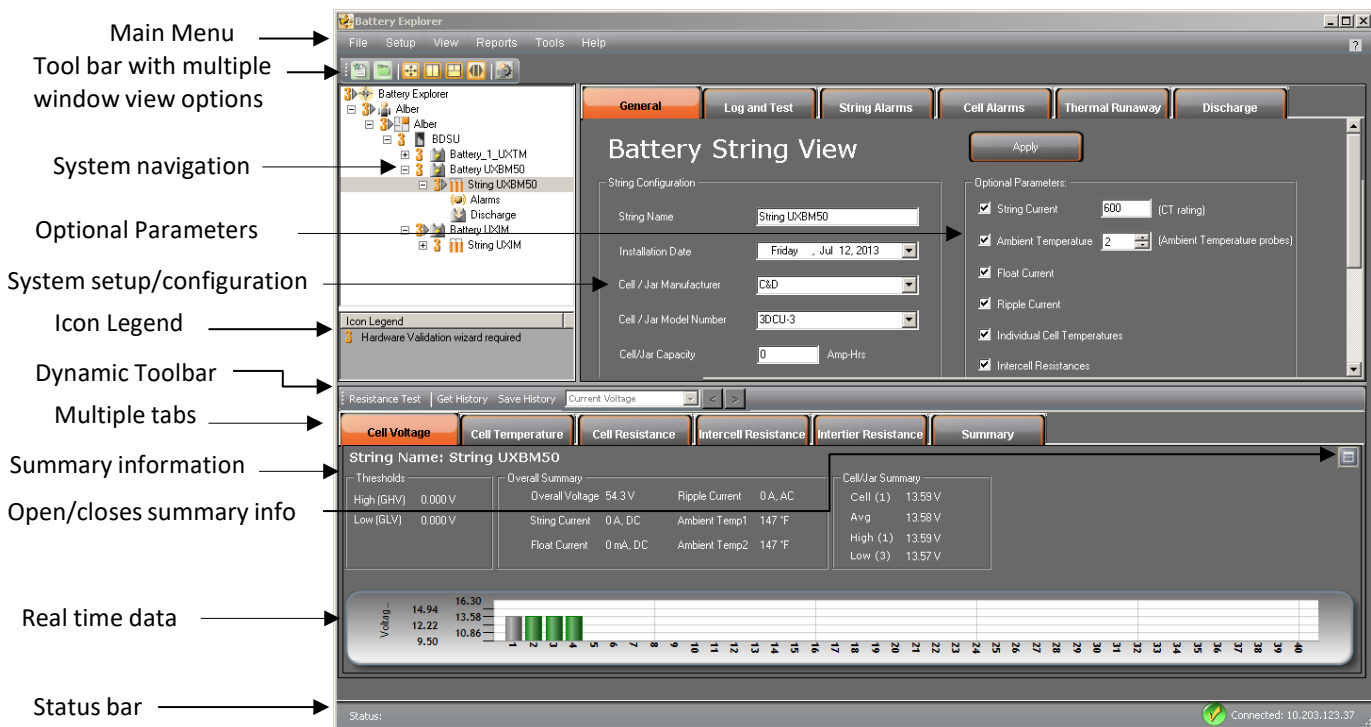 Main Menu
Tool bar with multiple
window view options
System navigation
Optional Parameters
System setup/configuration
Icon Legend
Dynamic Toolbar
Multiple tabs
Summary information
Open/closes summary info
Real time data
Status bar
Battery Explorer
File Setup View Reports Tools Help ?
Battery Explorer
Alber
Alber
BDSU
Battery_1_UXTM
Battery UXBM50
String UXBM50
Alarms
Discharge
Battery UXIM
String UXIM
Icon Legend
Hardware Validation wizard required
General Log and Test String Alarms Cell Alarms Thermal Runaway Discharge
Battery String View
Apply
String Configuration
String Name String UXBM50
Installation Date Friday , Jul 12, 2013
Cell / Jar Manufacturer C&D
Cell / Jar Model Number 3DCU-3
Cell/Jar Capacity 0 Amp-Hrs
Optional Parameters:
String Current 600 (CT rating)
Ambient Temperature 2 (Ambient Temperature probes)
Float Current
Ripple Current
Individual Cell Temperatures
Intercell Resistances
Resistance Test Get History Save History Current Voltage < >
Cell Voltage Cell Temperature Cell Resistance Intercell Resistance Intertier Resistance Summary
String Name: String UXBM50
Thresholds
High (GHV) 0.000 V
Low (GLV) 0.000 V
Overall Summary
Overall Voltage 54.3 V Ripple Current 0 A, AC
String Current 0 A, DC Ambient Temp1 147 °F
Float Current 0 mA, DC Ambient Temp2 147 °F
Cell/Jar Summary
Cell (1) 13.59 V
Avg 13.58 V
High (1) 13.59 V
Low (3) 13.57 V
Voltag...
16.30
14.94
13.58
12.22
10.86
9.50
1 2 3 4 5 6 7 8 9 10 11 12 13 14 15 16 17 18 19 20 21 22 23 24 25 26 27 28 29 30 31 32 33 34 35 36 37 38 39 40
Status:
Connected: 10.203.123.37